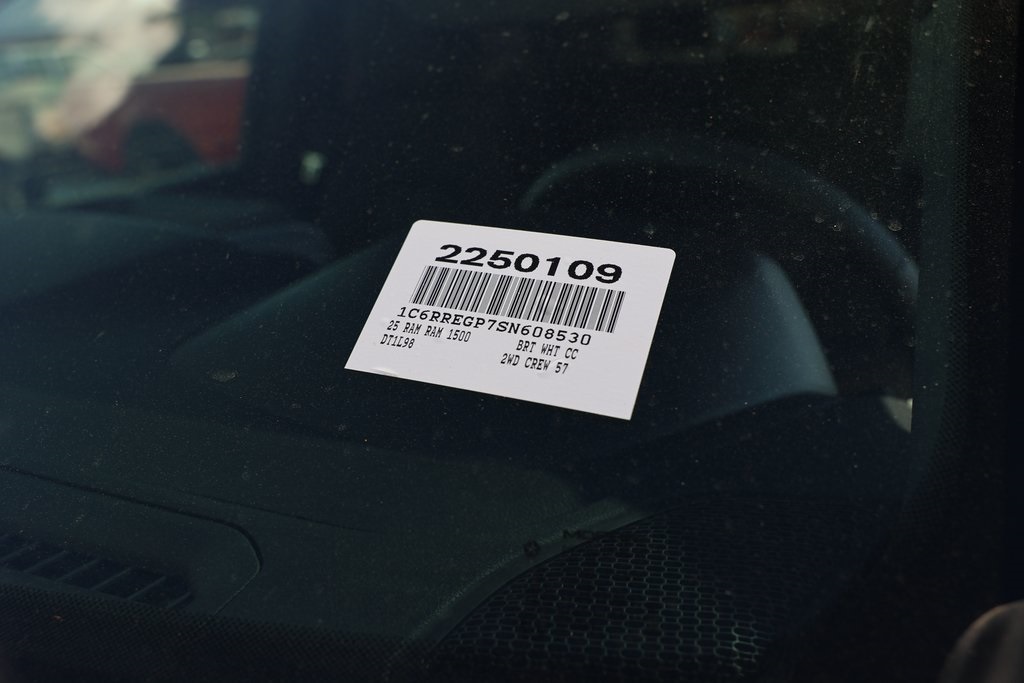 2250109
1C6RREGP7SN608530
25 RAM RAM 1500 BRT WHT CC
DT1L98 2WD CREW 57